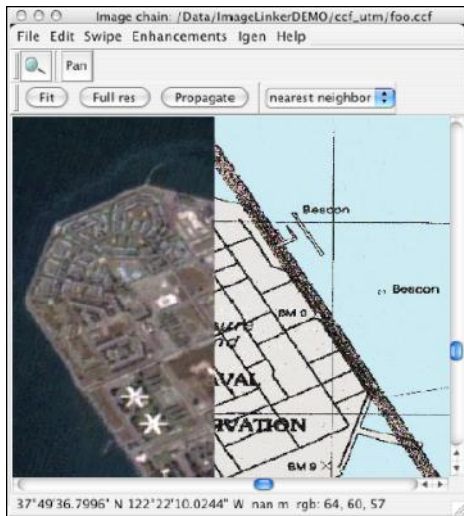 Image chain: /Data/ImageLinkerDEMO/ccf_utm/foo.ccf
File Edit Swipe Enhancements Igen Help
Pan
Fit Full res Propagate nearest neighbor
Beacon
Beacon
BM 9
VAL
RVATION
BM 9
37°49'36.7996" N 122°22'10.0244" W nan m rgb: 64, 60, 57